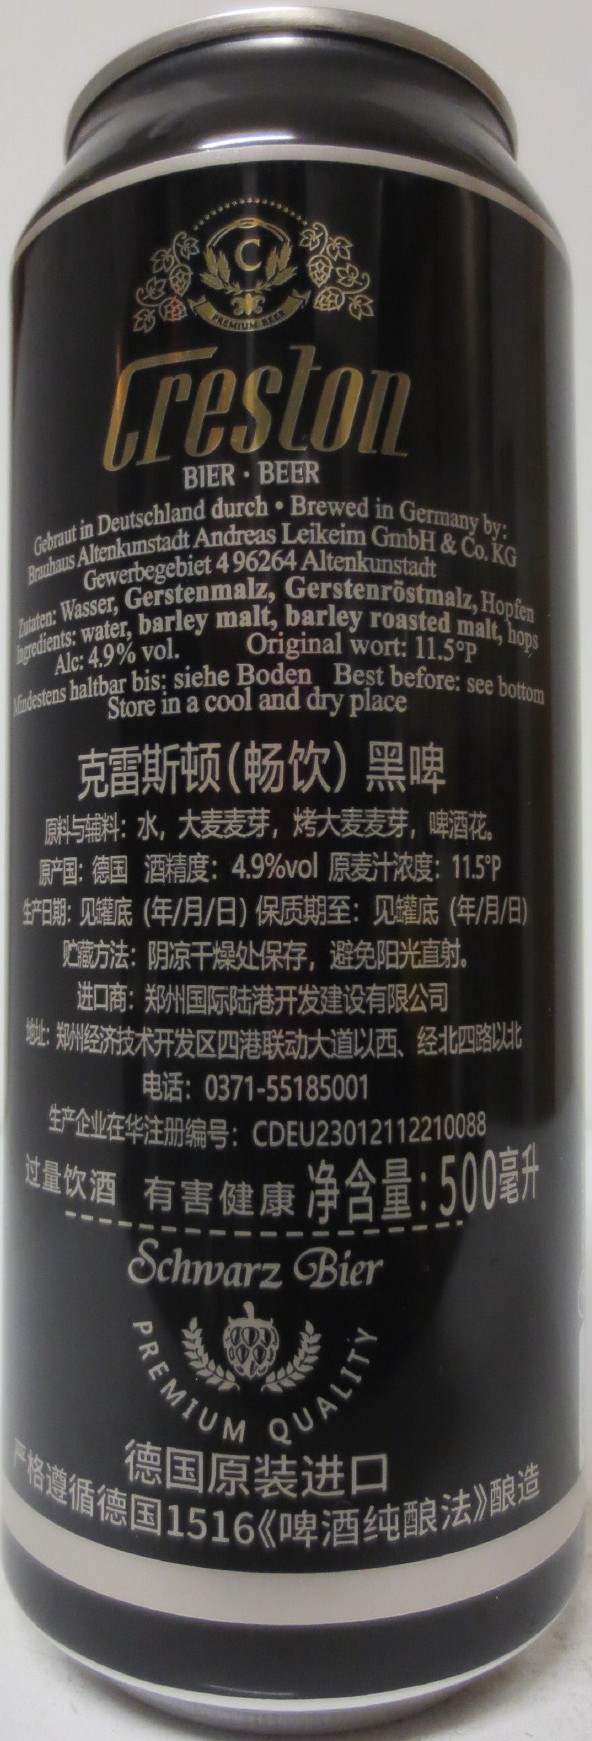 C
PREMIUM BEER
Creston
BIER · BEER
Gebraut in Deutschland durch • Brewed in Germany by:
Brauhaus Altenkunstadt Andreas Leikeim GmbH & Co. KG
Gewerbegebiet 4 96264 Altenkunstadt
Zutaten: Wasser, Gerstenmalz, Gerstenröstmalz, Hopfen
Ingredients: water, barley malt, barley roasted malt, hops
Alc: 4.9% vol. Original wort: 11.5°P
Mindestens haltbar bis: siehe Boden Best before: see bottom
Store in a cool and dry place
克雷斯顿(畅饮)黑啤
原料与辅料：水，大麦麦芽，烤大麦麦芽，啤酒花。
原产国：德国 酒精度：4.9%vol 原麦汁浓度：11.5°P
生产日期：见罐底（年/月/日）保质期至：见罐底（年/月/日）
贮藏方法：阴凉干燥处保存，避免阳光直射。
进口商：郑州国际陆港开发建设有限公司
地址：郑州经济技术开发区四港联动大道以西、经北四路以北
电话：0371-55185001
生产企业在华注册编号：CDEU23012112210088
过量饮酒 有害健康 净含量：500毫升
Schwarz Bier
PREMIUM QUALITY
德国原装进口
严格遵循德国1516《啤酒纯酿法》酿造